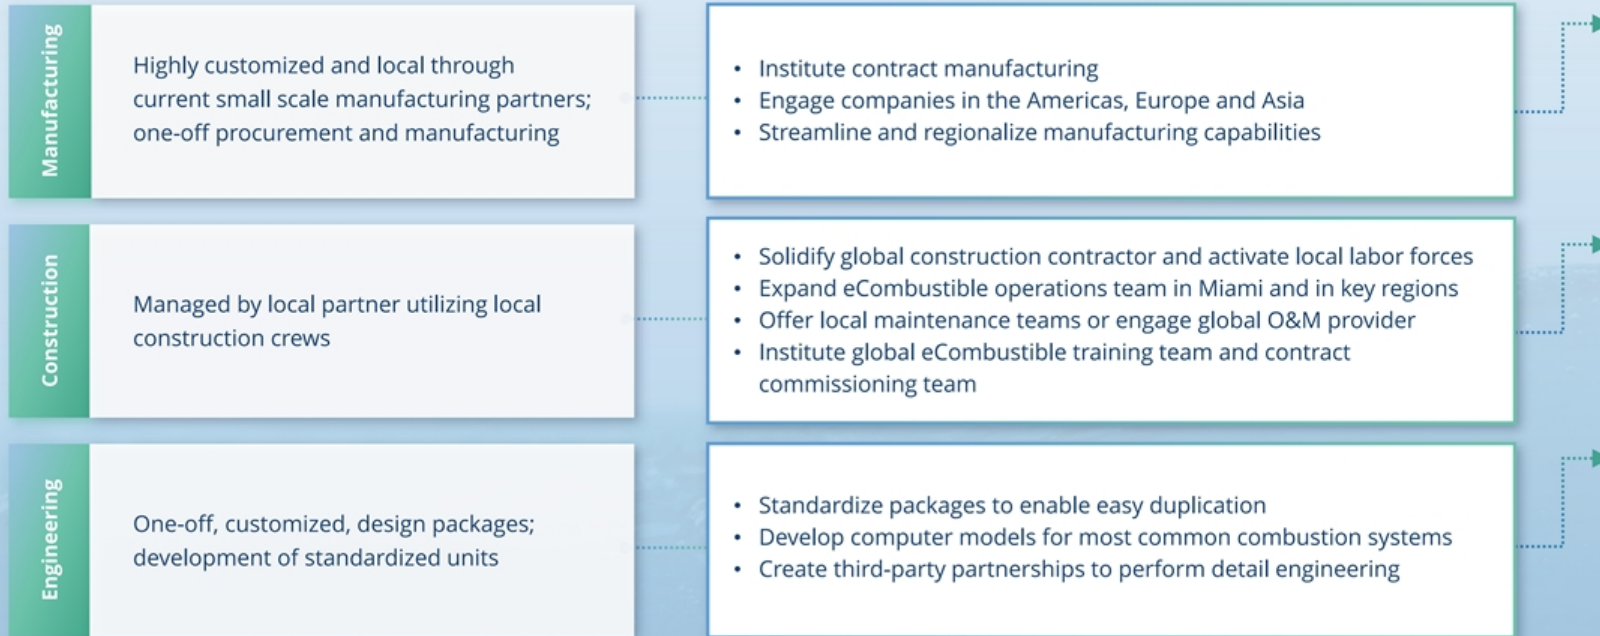 Manufacturing
Highly customized and local through
current small scale manufacturing partners;
one-off procurement and manufacturing
• Institute contract manufacturing
• Engage companies in the Americas, Europe and Asia
• Streamline and regionalize manufacturing capabilities
Construction
Managed by local partner utilizing local
construction crews
• Solidify global construction contractor and activate local labor forces
• Expand eCombustible operations team in Miami and in key regions
• Offer local maintenance teams or engage global O&M provider
• Institute global eCombustible training team and contract
commissioning team
Engineering
One-off, customized, design packages;
development of standardized units
• Standardize packages to enable easy duplication
• Develop computer models for most common combustion systems
• Create third-party partnerships to perform detail engineering